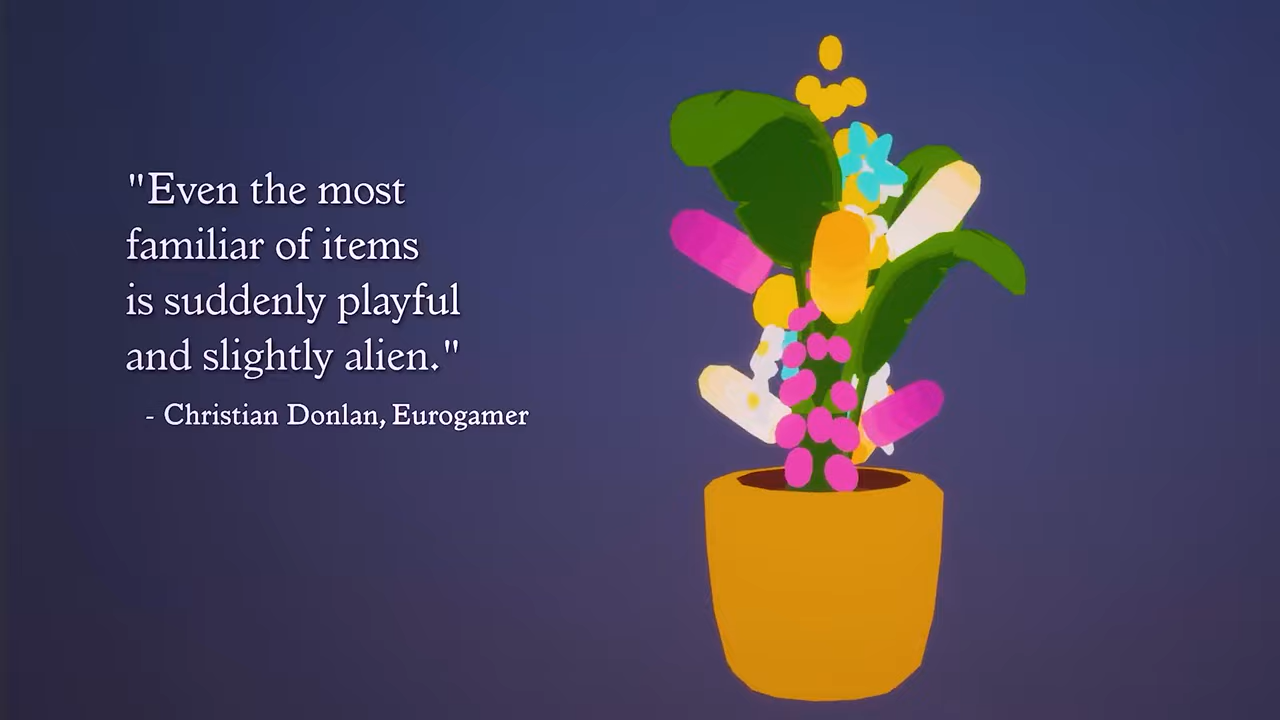 "Even the most
familiar of items
is suddenly playful
and slightly alien."
- Christian Donlan, Eurogamer